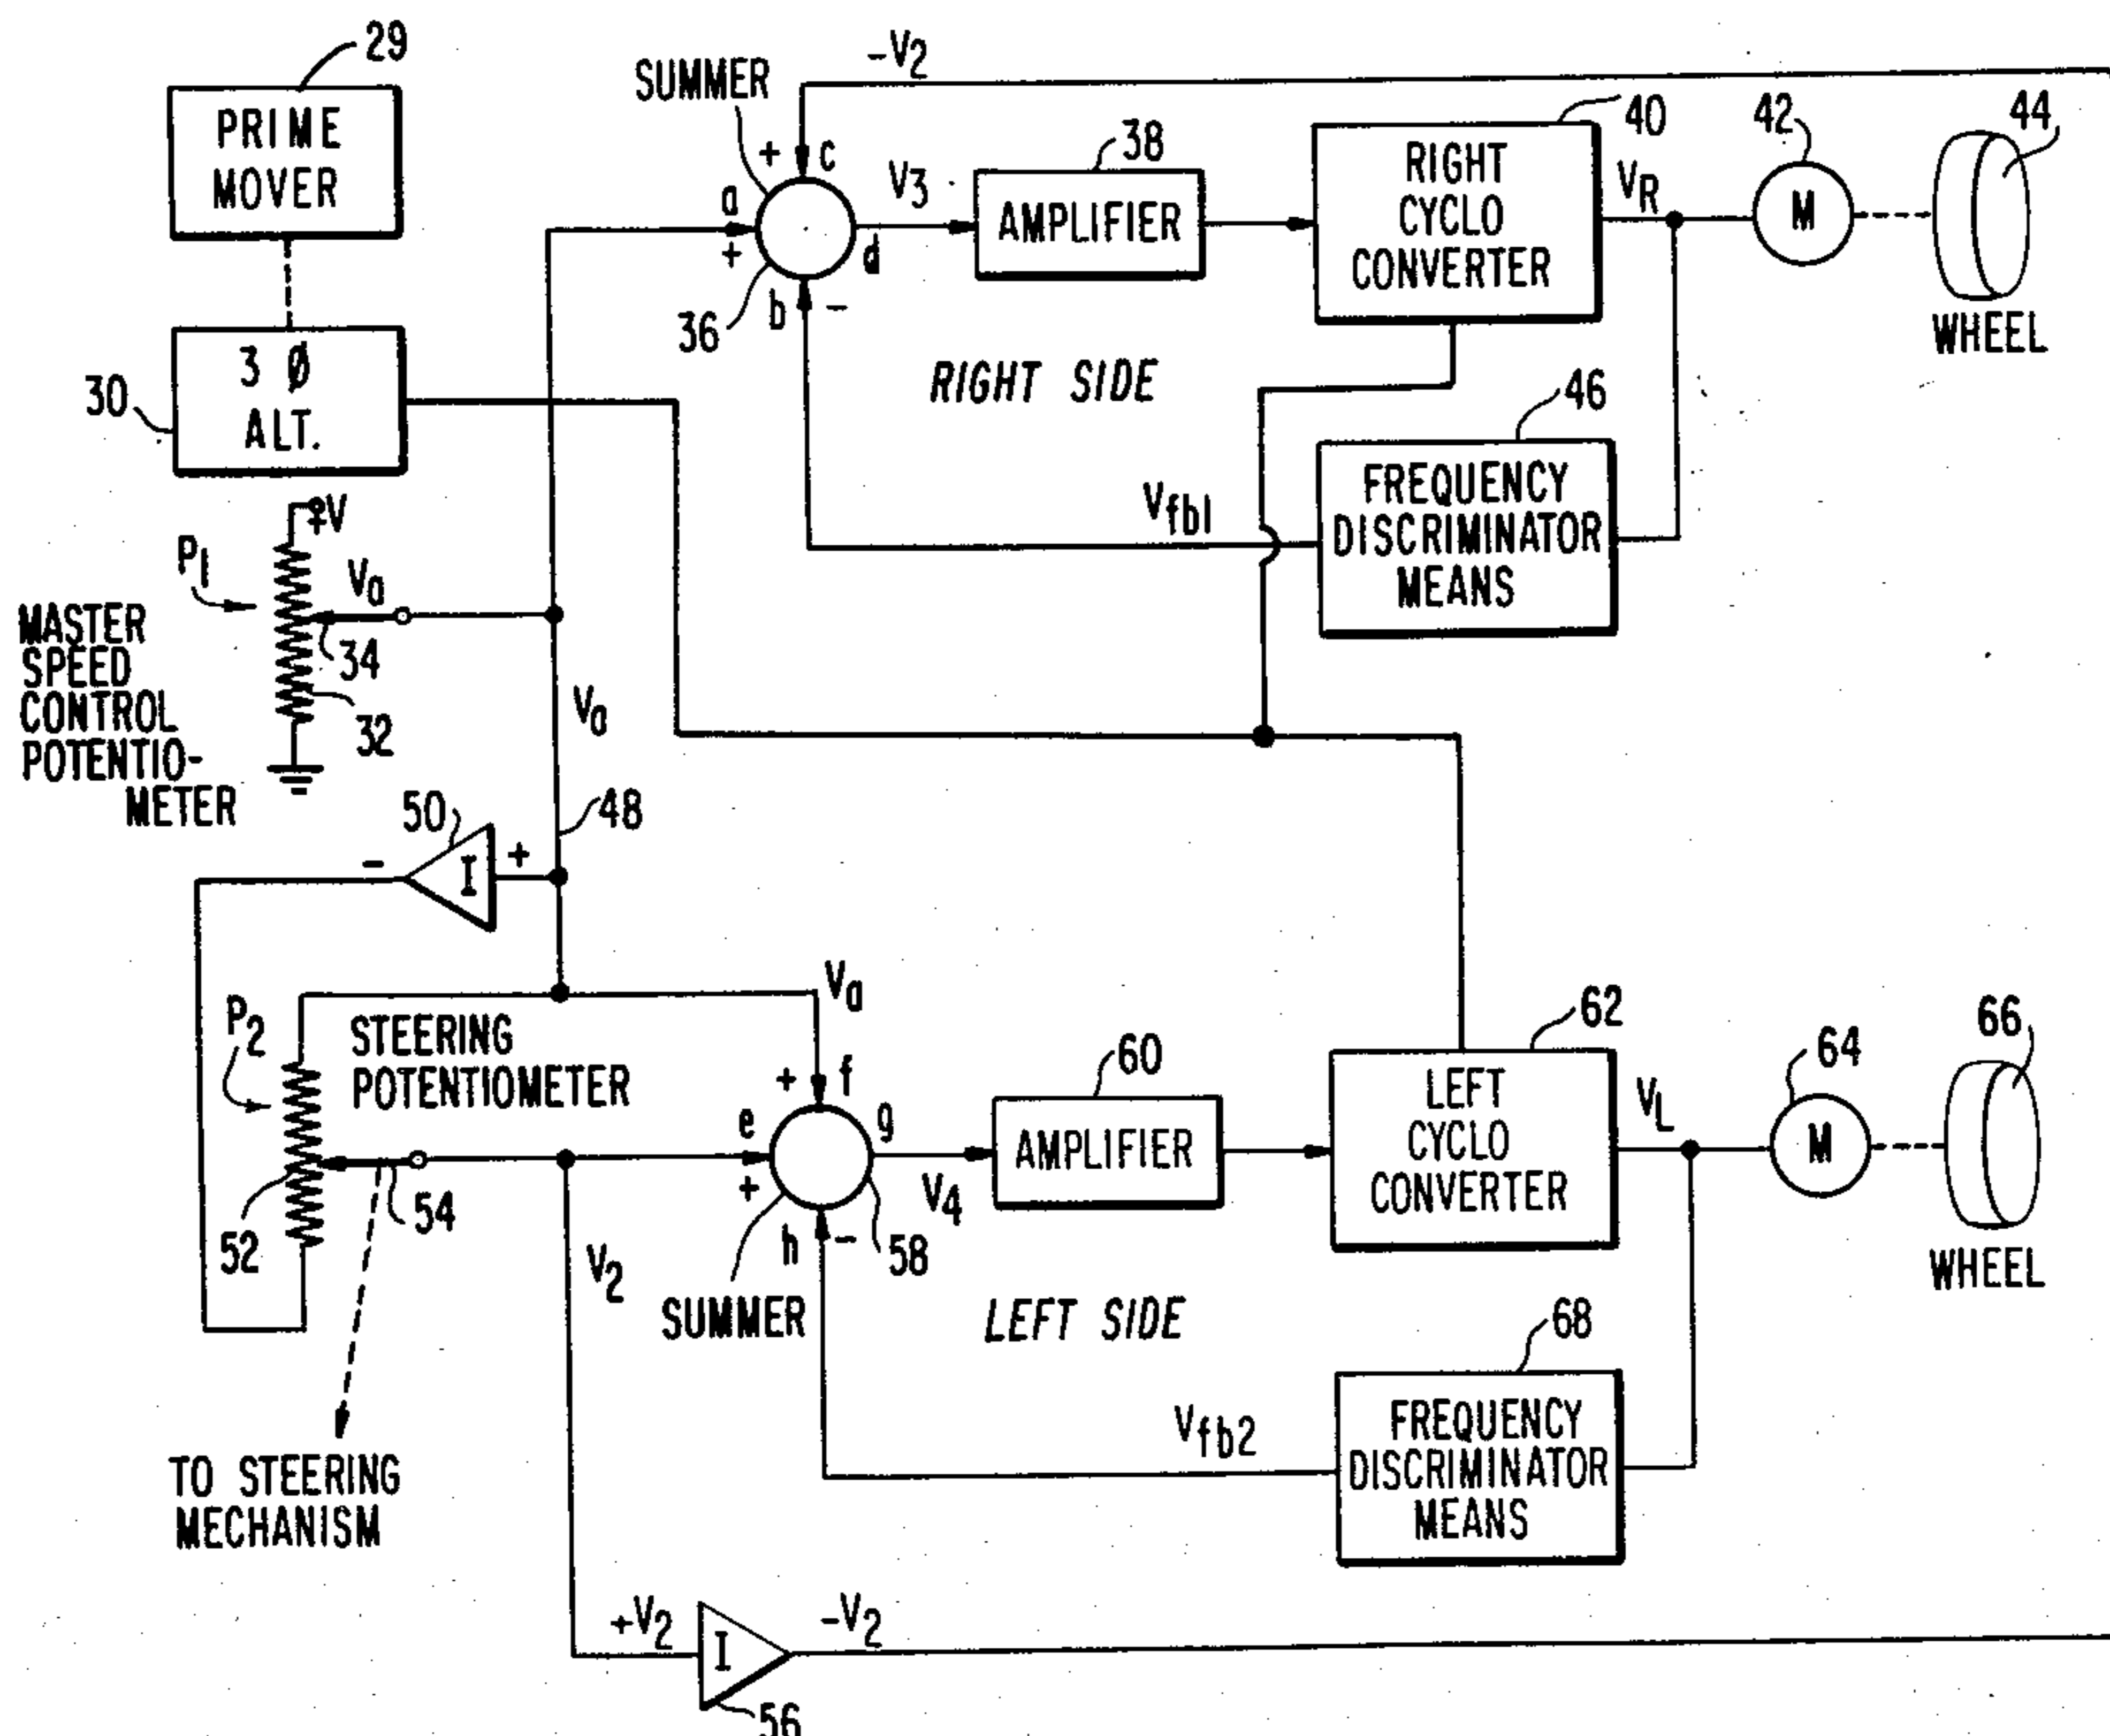 29
PRIME
MOVER
30
3 Ø
ALT.
+V
P1
Va
34
32
MASTER
SPEED
CONTROL
POTENTIO-
METER
Va
48
50
I
+
-
SUMMER
-V2
+
c
a
+
36
b
-
d
V3
38
AMPLIFIER
40
RIGHT
CYCLO
CONVERTER
VR
42
M
44
WHEEL
RIGHT SIDE
46
FREQUENCY
DISCRIMINATOR
MEANS
Vfb1
P2
STEERING
POTENTIOMETER
52
54
TO STEERING
MECHANISM
Va
+
f
e
+
g
h
-
58
SUMMER
V2
V4
60
AMPLIFIER
62
LEFT
CYCLO
CONVERTER
VL
64
M
66
WHEEL
LEFT SIDE
68
FREQUENCY
DISCRIMINATOR
MEANS
Vfb2
+V2
I
-V2
56